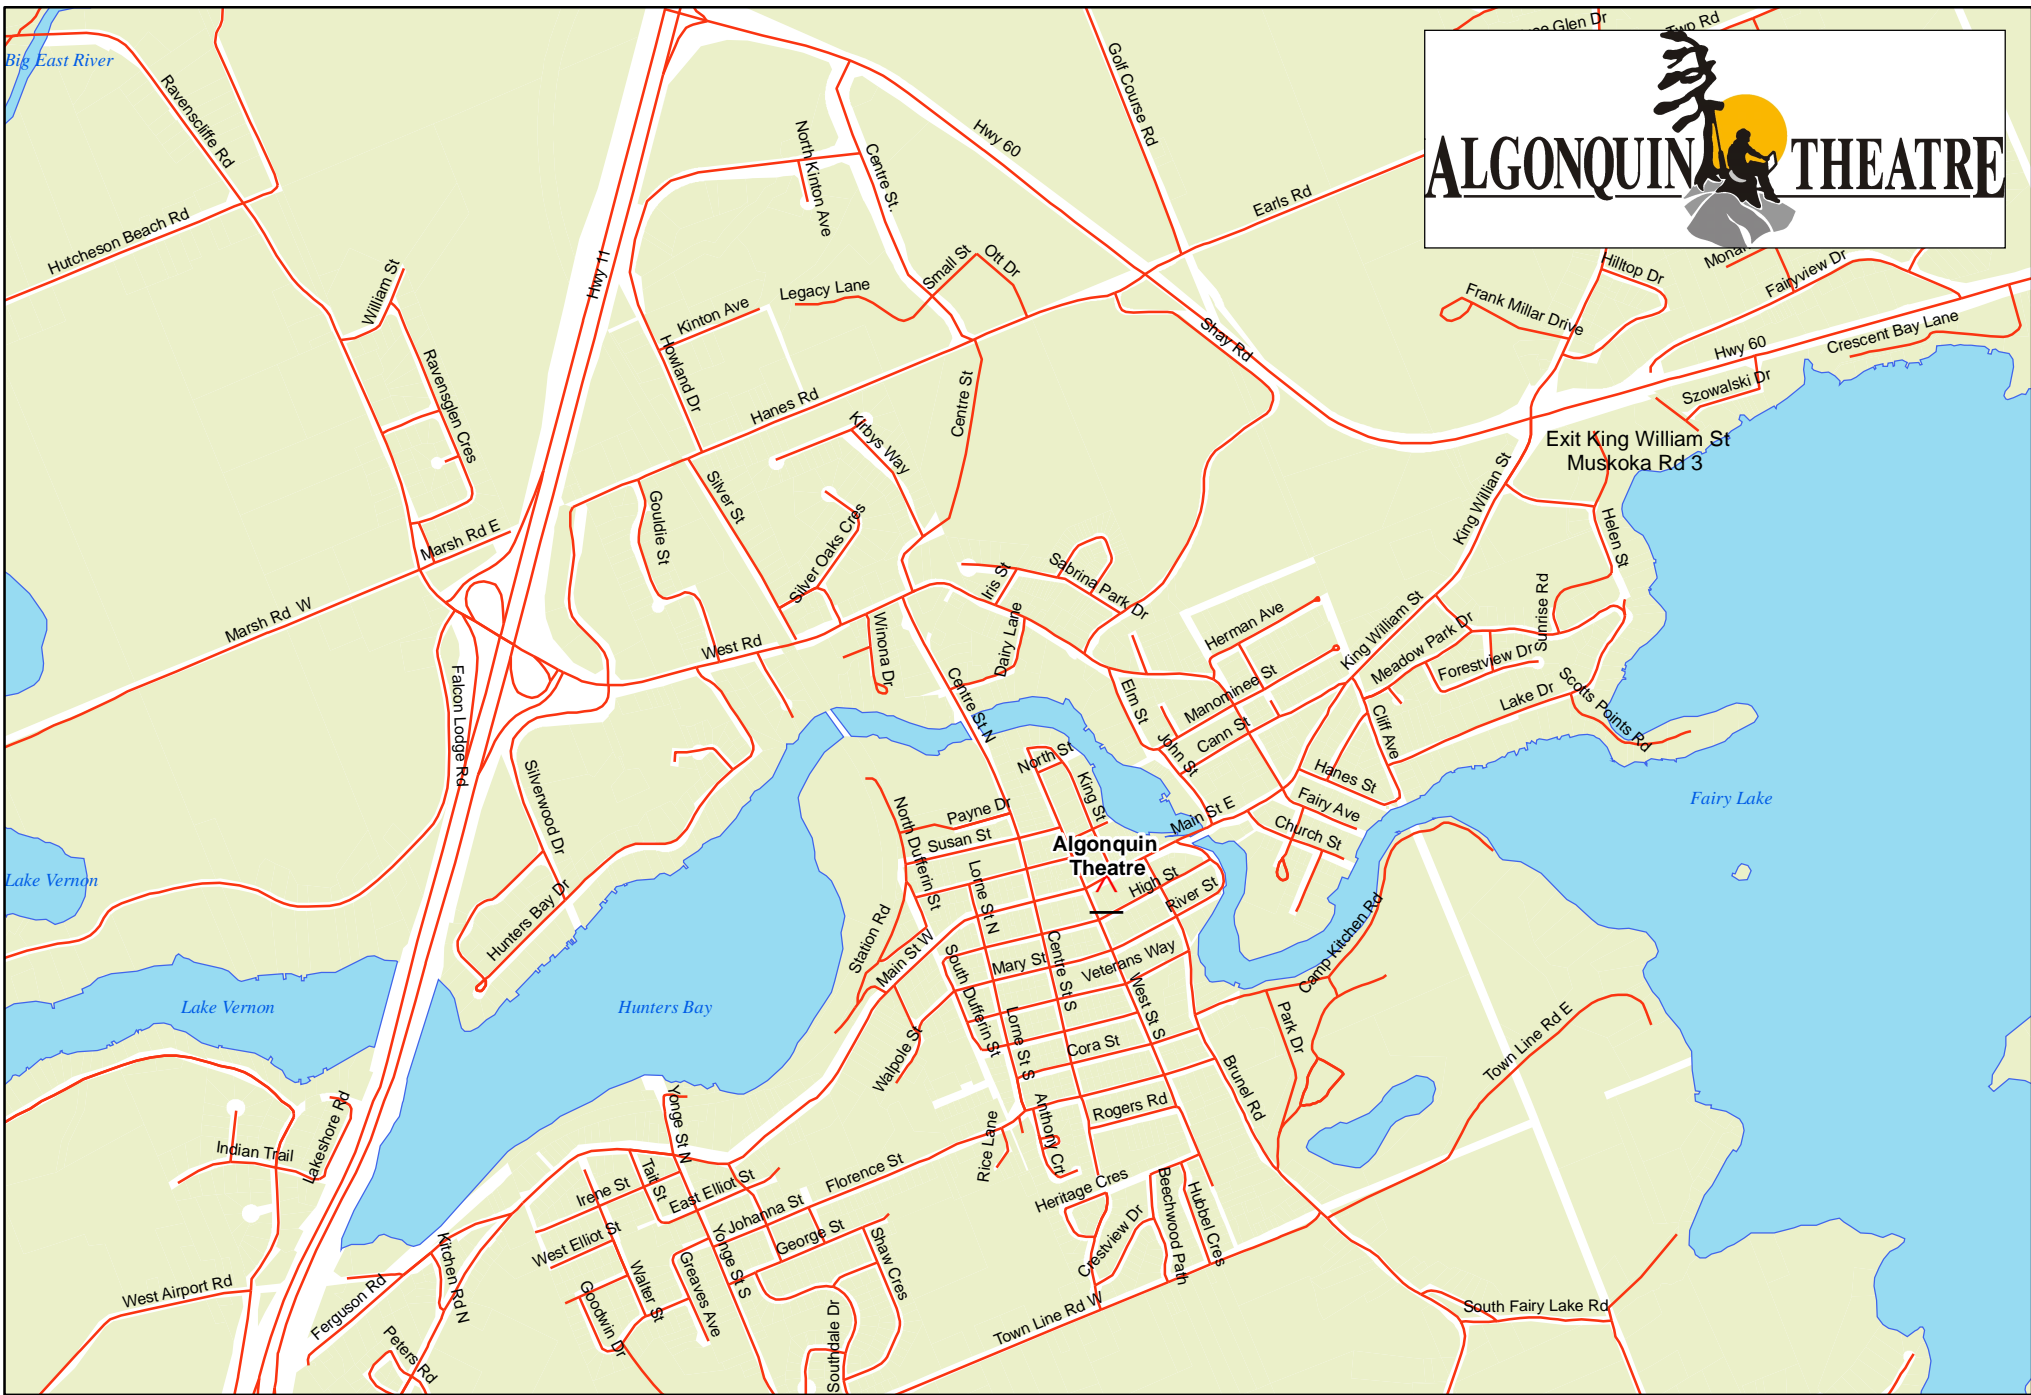 Glen Dr
Twp Rd
Big East River
Ravenscliffe Rd
Golf Course Rd
Hwy 60
ALGONQUIN THEATRE
North Kinton Ave
Centre St.
Earls Rd
Hutcheson Beach Rd
Hwy 11
William St
Small St
Ott Dr
Legacy Lane
Kinton Ave
Hilltop Dr
Fairyview Dr
Frank Millar Drive
Shay Rd
Hwy 60
Crescent Bay Lane
Szowalski Dr
Ravensglen Cres
Howland Dr
Hanes Rd
Centre St
Kirbys Way
Exit King William St
Muskoka Rd 3
King Willian St
Silver St
Gouldie St
Silver Oaks Cres
Marsh Rd E
Helen St
Marsh Rd W
Iris St
Sabrina Park Dr
Dairy Lane
Winona Dr
West Rd
Herman Ave
King William St
Meadow Park Dr
Sunrise Rd
Forestview Dr
Manominee St
Lake Dr
Scotts Points Rd
Falcon Lodge Rd
Centre St N
Elm St
Cann St
John St
Cliff Ave
North St
King St
Hanes St
Fairy Ave
Fairy Lake
Silverwood Dr
Payne Dr
Susan St
North Dufferin St
Main St E
Church St
Algonquin
Theatre
Lake Vernon
Lorne St N
High St
River St
Hunters Bay Dr
Station Rd
Main St W
Camp Kitchen Rd
South Dufferin St
Mary St
Centre St S
Veterans Way
West St S
Lake Vernon
Hunters Bay
Park Dr
Town Line Rd E
Walpole St
Lorne St S
Cora St
Brunel Rd
Lakeshore Rd
Indian Trail
Yonge St N
Rice Lane
Anthony Crt
Rogers Rd
Irene St
Tait St
East Elliot St
Florence St
Johanna St
George St
Heritage Cres
Beechwood Path
Hubbel Cres
Crestview Dr
West Elliot St
Yonge St S
Shaw Cres
Kitchen Rd N
Walter St
Greaves Ave
Goodwin Dr
West Airport Rd
Ferguson Rd
Peters Rd
Southdale Dr
Town Line Rd W
South Fairy Lake Rd